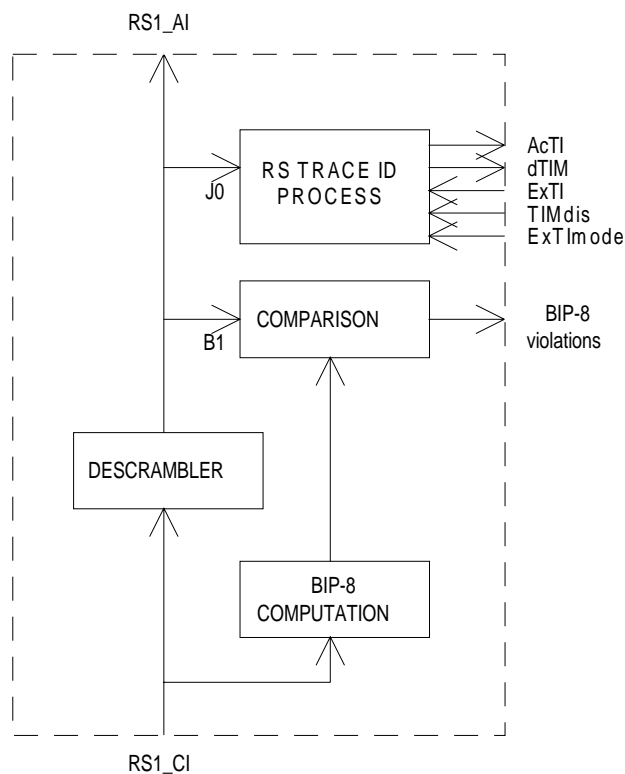 RS1_AI
RS TRACE ID
PROCESS
J0
AcTI
dTIM
ExTI
TIMdis
ExTImode
COMPARISON
B1
BIP-8
violations
DESCRAMBLER
BIP-8
COMPUTATION
RS1_CI